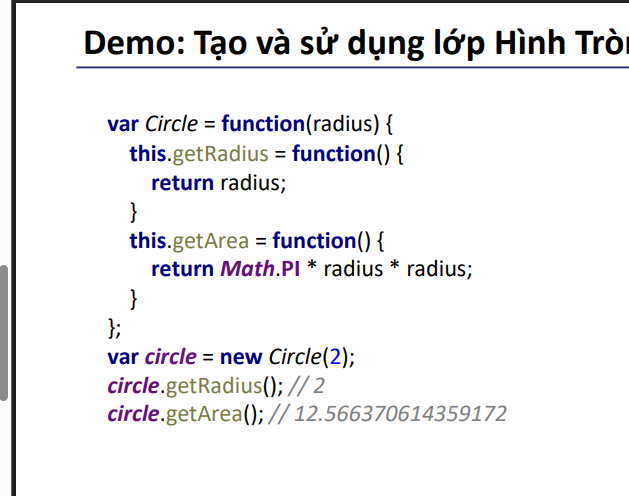 Demo: Tạo và sử dụng lớp Hình Trò
var Circle = function(radius) {
this.getRadius = function() {
return radius;
}
this.getArea = function() {
return Math.PI * radius * radius;
}
};
var circle = new Circle(2);
circle.getRadius(); // 2
circle.getArea(); // 12.566370614359172